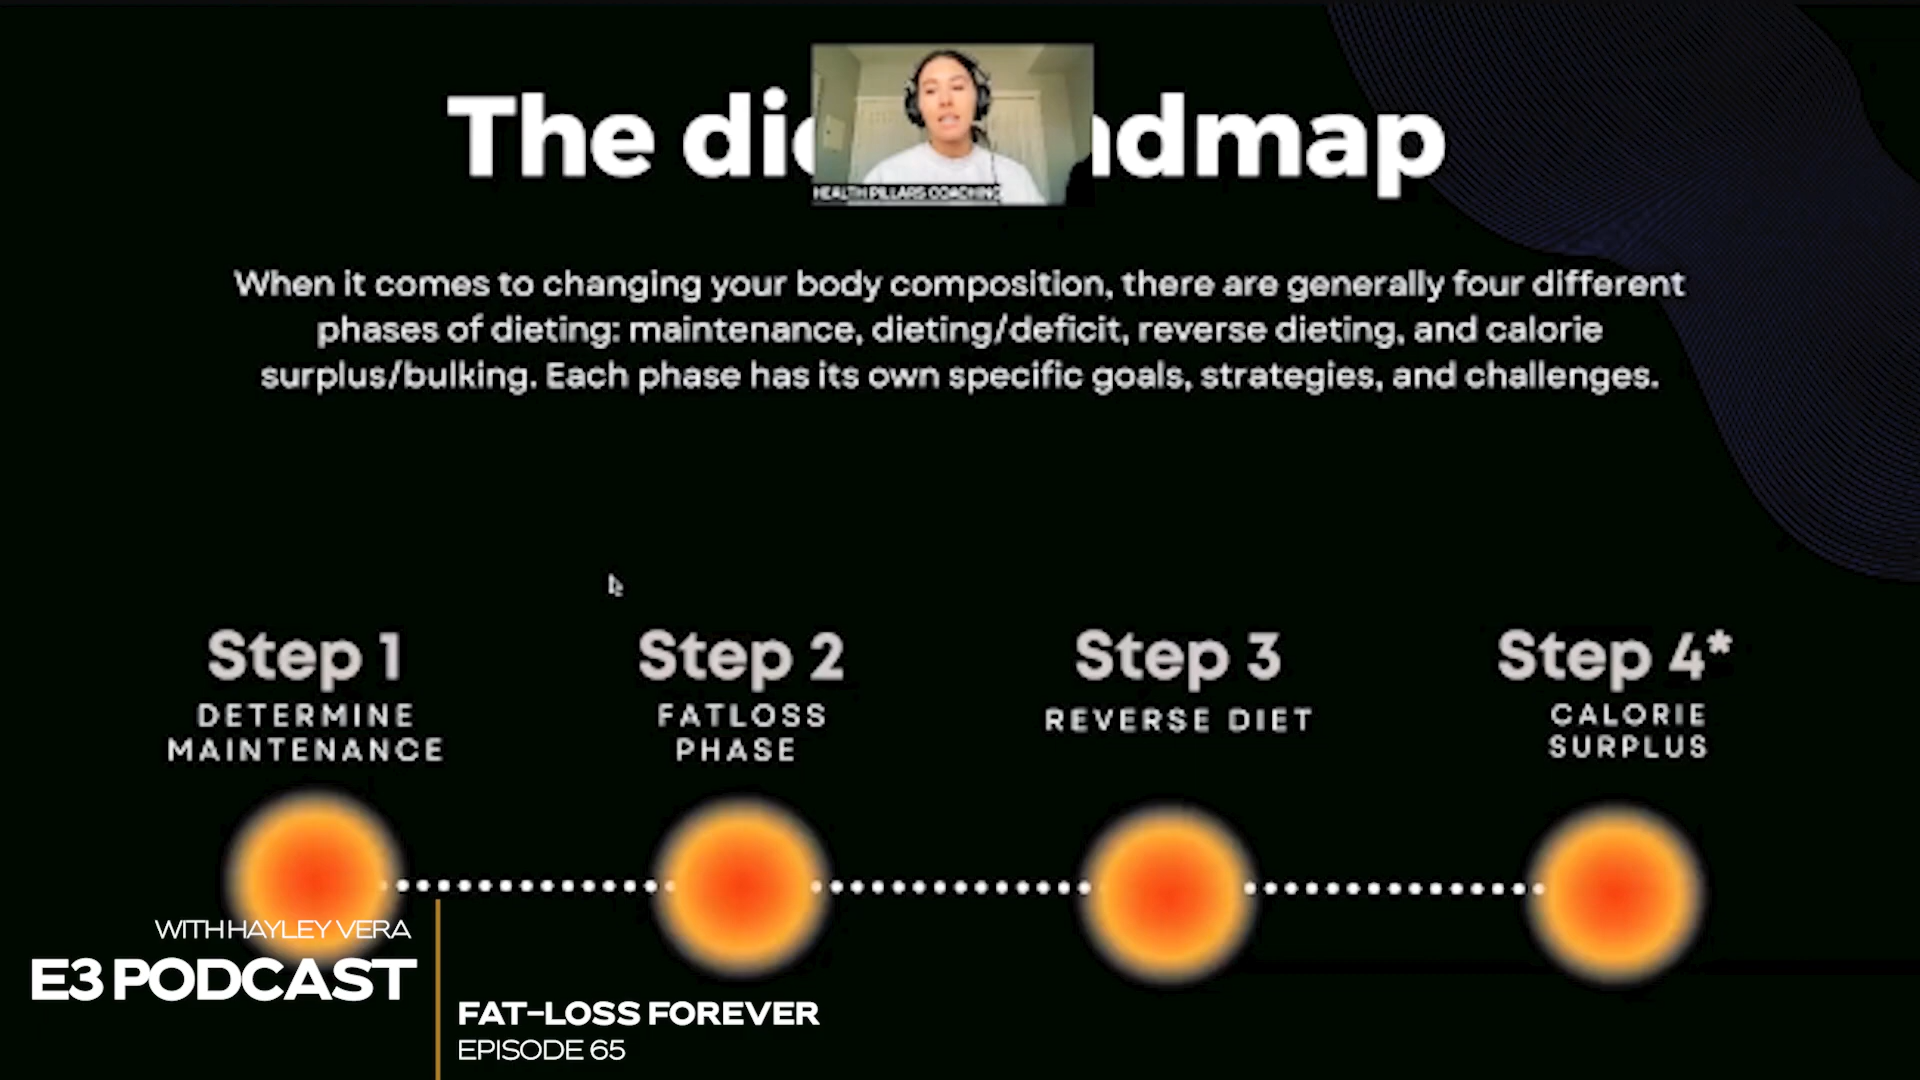 The di admap
HEALTH PILLARS COACHING
When it comes to changing your body composition, there are generally four different
phases of dieting: maintenance, dieting/deficit, reverse dieting, and calorie
surplus/bulking. Each phase has its own specific goals, strategies, and challenges.
Step 1
DETERMINE
MAINTENANCE
Step 2
FATLOSS
PHASE
Step 3
REVERSE DIET
Step 4*
CALORIE
SURPLUS
WITH HAYLEY VERA
E3 PODCAST
FAT-LOSS FOREVER
EPISODE 65